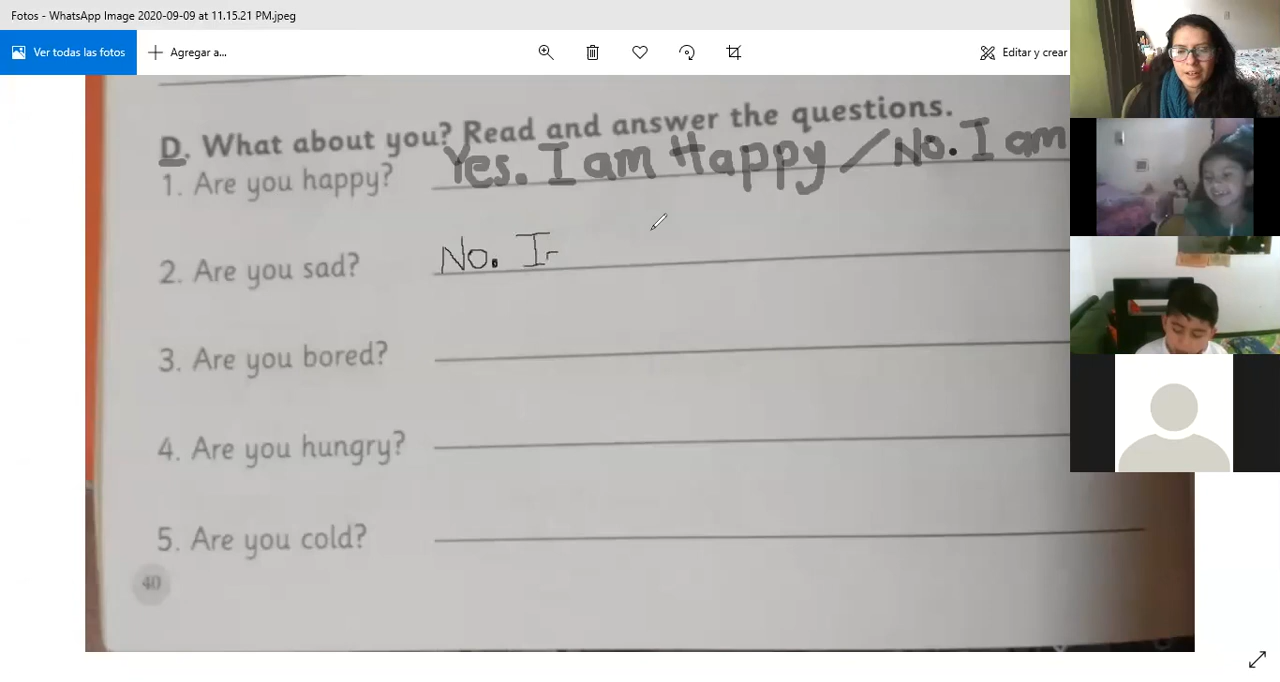 Fotos - WhatsApp Image 2020-09-09 at 11.15.21 PM.jpeg
Ver todas las fotos
Agregar a...
Editar y crear
D. What about you? Read and answer the questions.
1. Are you happy? Yes. I am Happy / No. I am
2. Are you sad? No. I
3. Are you bored?
4. Are you hungry?
5. Are you cold?
40